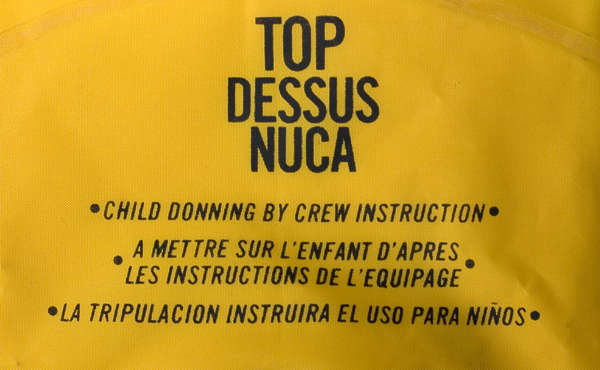 TOP
DESSUS
NUCA
•CHILD DONNING BY CREW INSTRUCTION•
• A METTRE SUR L'ENFANT D'APRES
LES INSTRUCTIONS DE L'EQUIPAGE •
•LA TRIPULACION INSTRUIRA EL USO PARA NIÑOS•